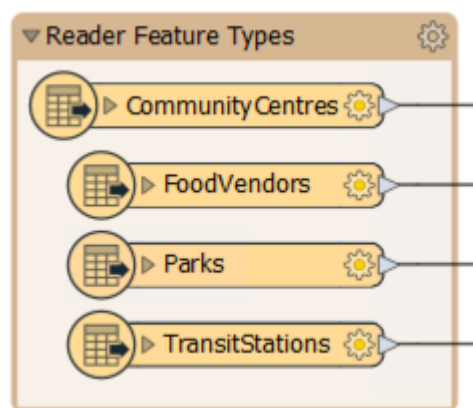 Reader Feature Types
CommunityCentres
FoodVendors
Parks
TransitStations